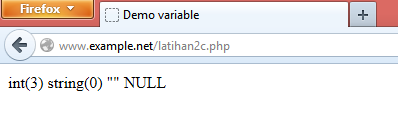 Firefox
Demo variable
www.example.net/latihan2c.php
int(3) string(0) "" NULL